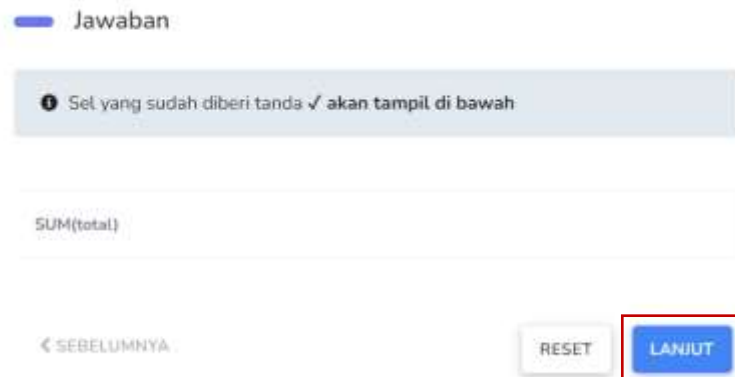 Jawaban
Sel yang sudah diberi tanda ✓ akan tampil di bawah
SUM(total)
< SEBELUMNYA
RESET
LANJUT